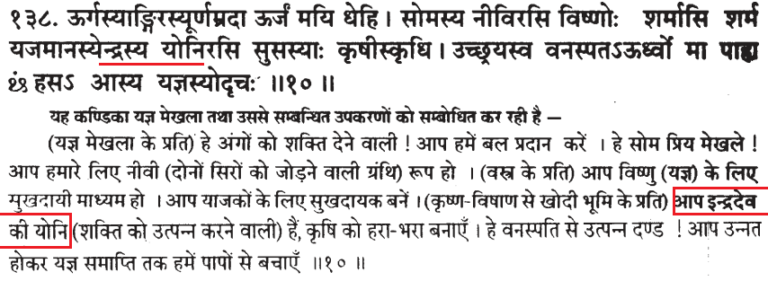 १३८. ऊर्गस्याङ्गिरस्यूर्णम्रदा ऊर्जं मयि धेहि। सोमस्य नीविरसि विष्णोः शर्मासि शर्म
यजमानस्येन्द्रस्य योनिरसि सुसस्याः कृषीस्कृधि। उच्छ्रयस्व वनस्पतऽऊर्ध्वो मा पाह्य
ꣳ हसऽ आस्य यज्ञस्योदृचः ॥१०॥
यह कण्डिका यज्ञ मेखला तथा उससे सम्बन्धित उपकरणों को सम्बोधित कर रही है —
(यज्ञ मेखला के प्रति) हे अंगों को शक्ति देने वाली ! आप हमें बल प्रदान करें । हे सोम प्रिय मेखले !
आप हमारे लिए नीवी (दोनों सिरों को जोड़ने वाली ग्रंथि) रूप हो । (वस्त्र के प्रति) आप विष्णु (यज्ञ) के लिए
सुखदायी माध्यम हो । आप याजकों के लिए सुखदायक बनें । (कृष्ण-विषाण से खोदी भूमि के प्रति) आप इन्द्रदेव
की योनि (शक्ति को उत्पन्न करने वाली) हैं, कृषि को हरा-भरा बनाएँ । हे वनस्पति से उत्पन्न दण्ड ! आप उन्नत
होकर यज्ञ समाप्ति तक हमें पापों से बचाएँ ॥१०॥